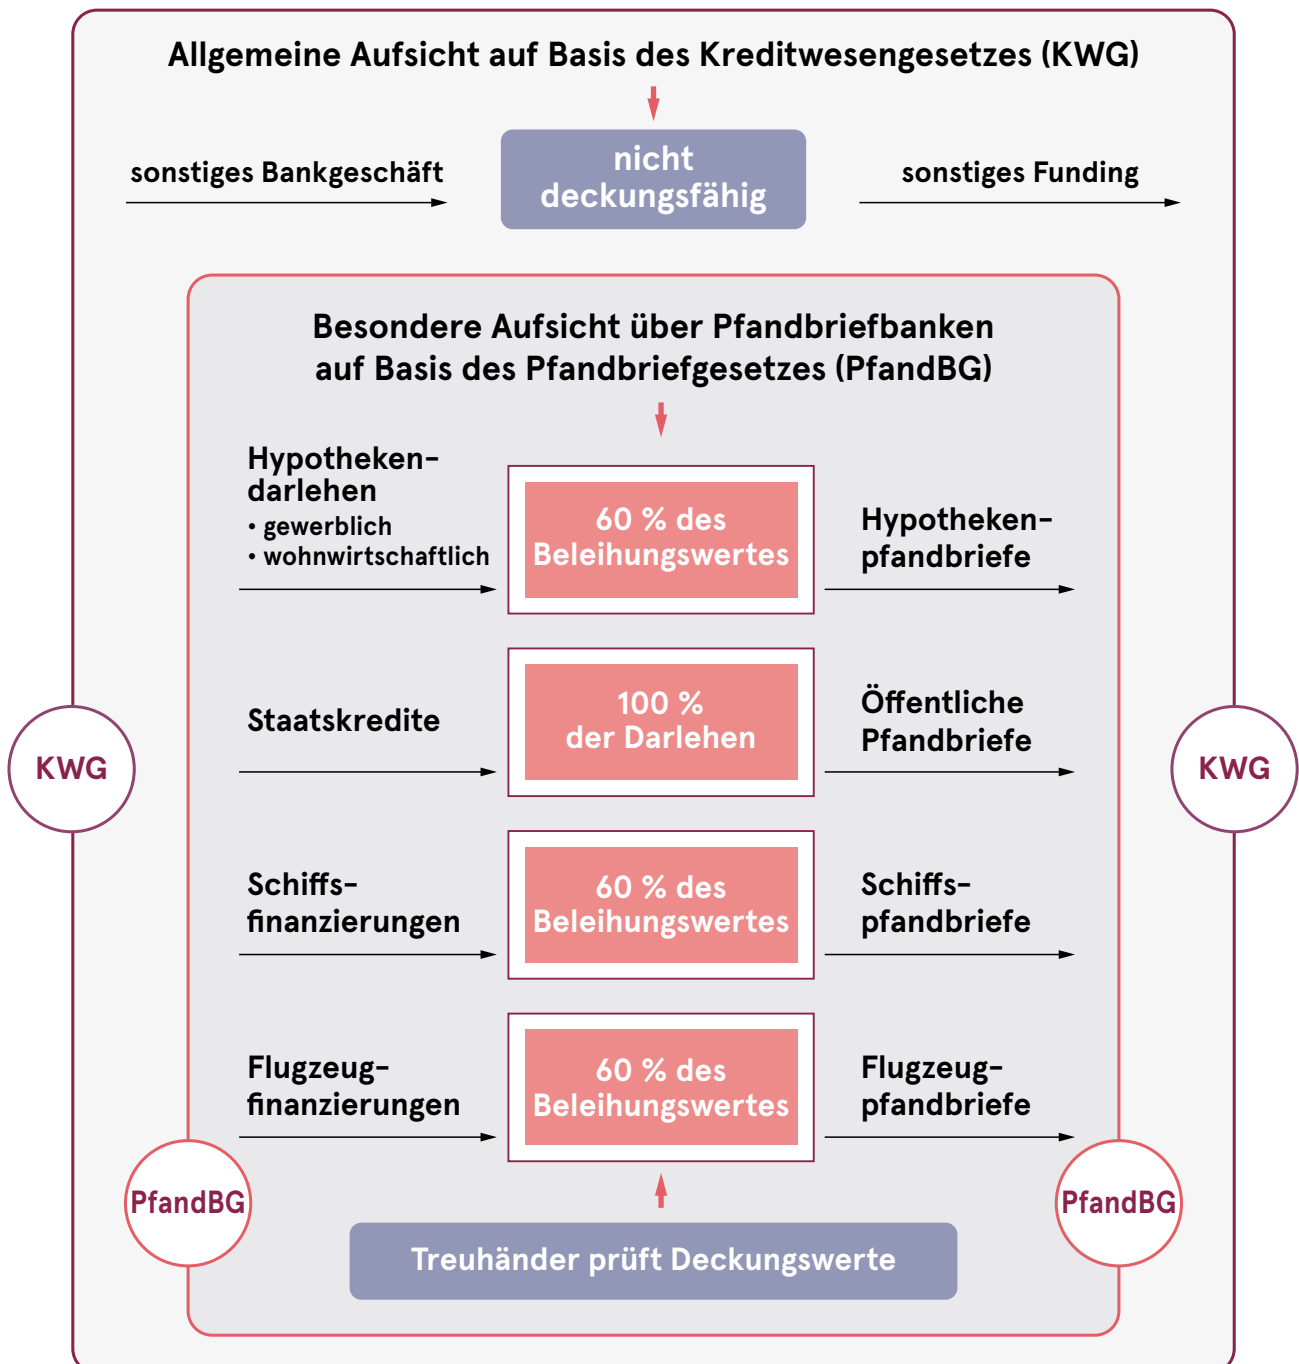 Allgemeine Aufsicht auf Basis des Kreditwesengesetzes (KWG)
sonstiges Bankgeschäft
nicht
deckungsfähig
sonstiges Funding
Besondere Aufsicht über Pfandbriefbanken
auf Basis des Pfandbriefgesetzes (PfandBG)
Hypotheken-
darlehen
• gewerblich
• wohnwirtschaftlich
60 % des
Beleihungswertes
Hypotheken-
pfandbriefe
Staatskredite
100 %
der Darlehen
Öffentliche
Pfandbriefe
KWG
KWG
Schiffs-
finanzierungen
60 % des
Beleihungswertes
Schiffs-
pfandbriefe
Flugzeug-
finanzierungen
60 % des
Beleihungswertes
Flugzeug-
pfandbriefe
PfandBG
PfandBG
Treuhänder prüft Deckungswerte